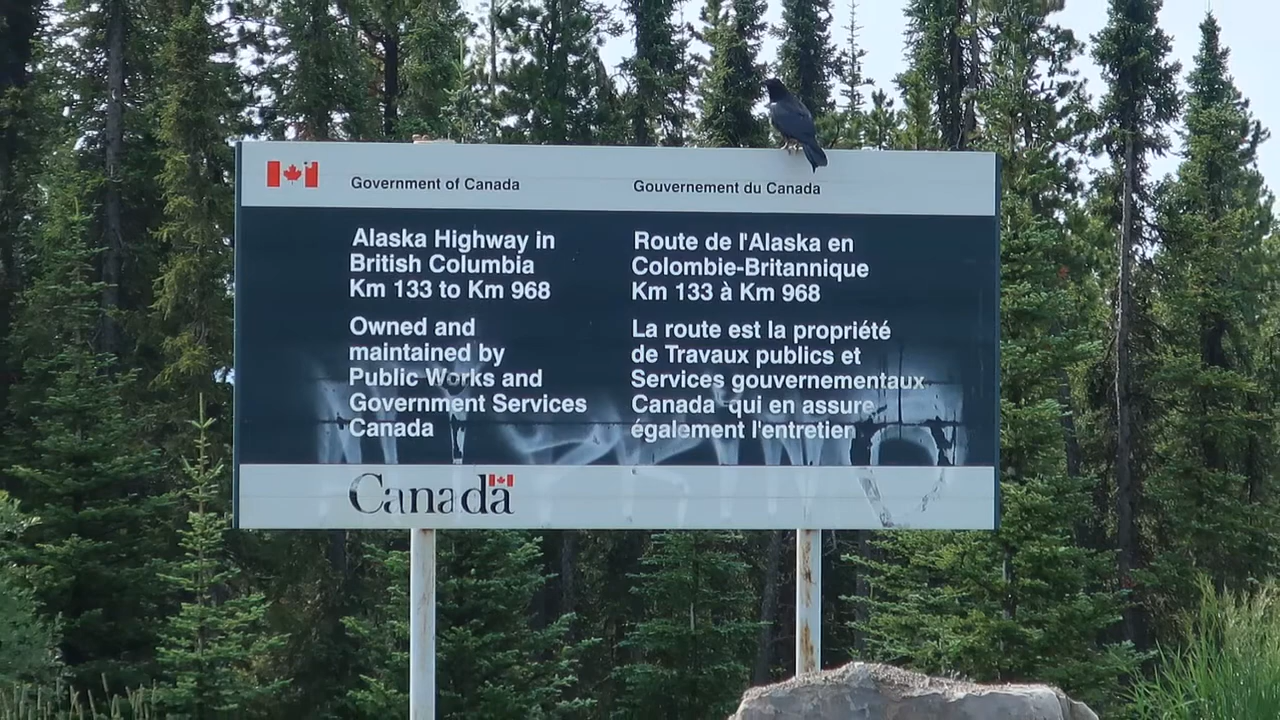 Government of Canada
Gouvernement du Canada
Alaska Highway in
British Columbia
Km 133 to Km 968
Owned and
maintained by
Public Works and
Government Services
Canada
Route de l'Alaska en
Colombie-Britannique
Km 133 à Km 968
La route est la propriété
de Travaux publics et
Services gouvernementaux
Canada qui en assure
également l'entretien
Canada